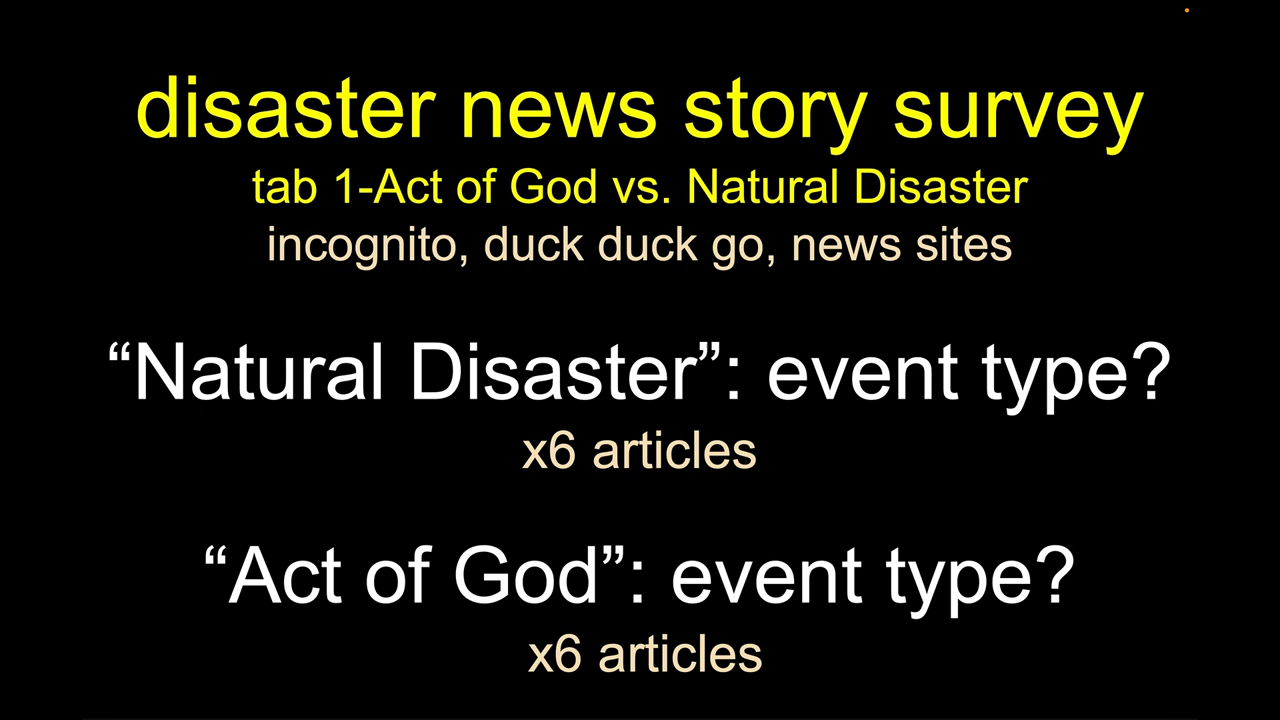 disaster news story survey
tab 1-Act of God vs. Natural Disaster
incognito, duck duck go, news sites
“Natural Disaster”: event type?
x6 articles
“Act of God”: event type?
x6 articles